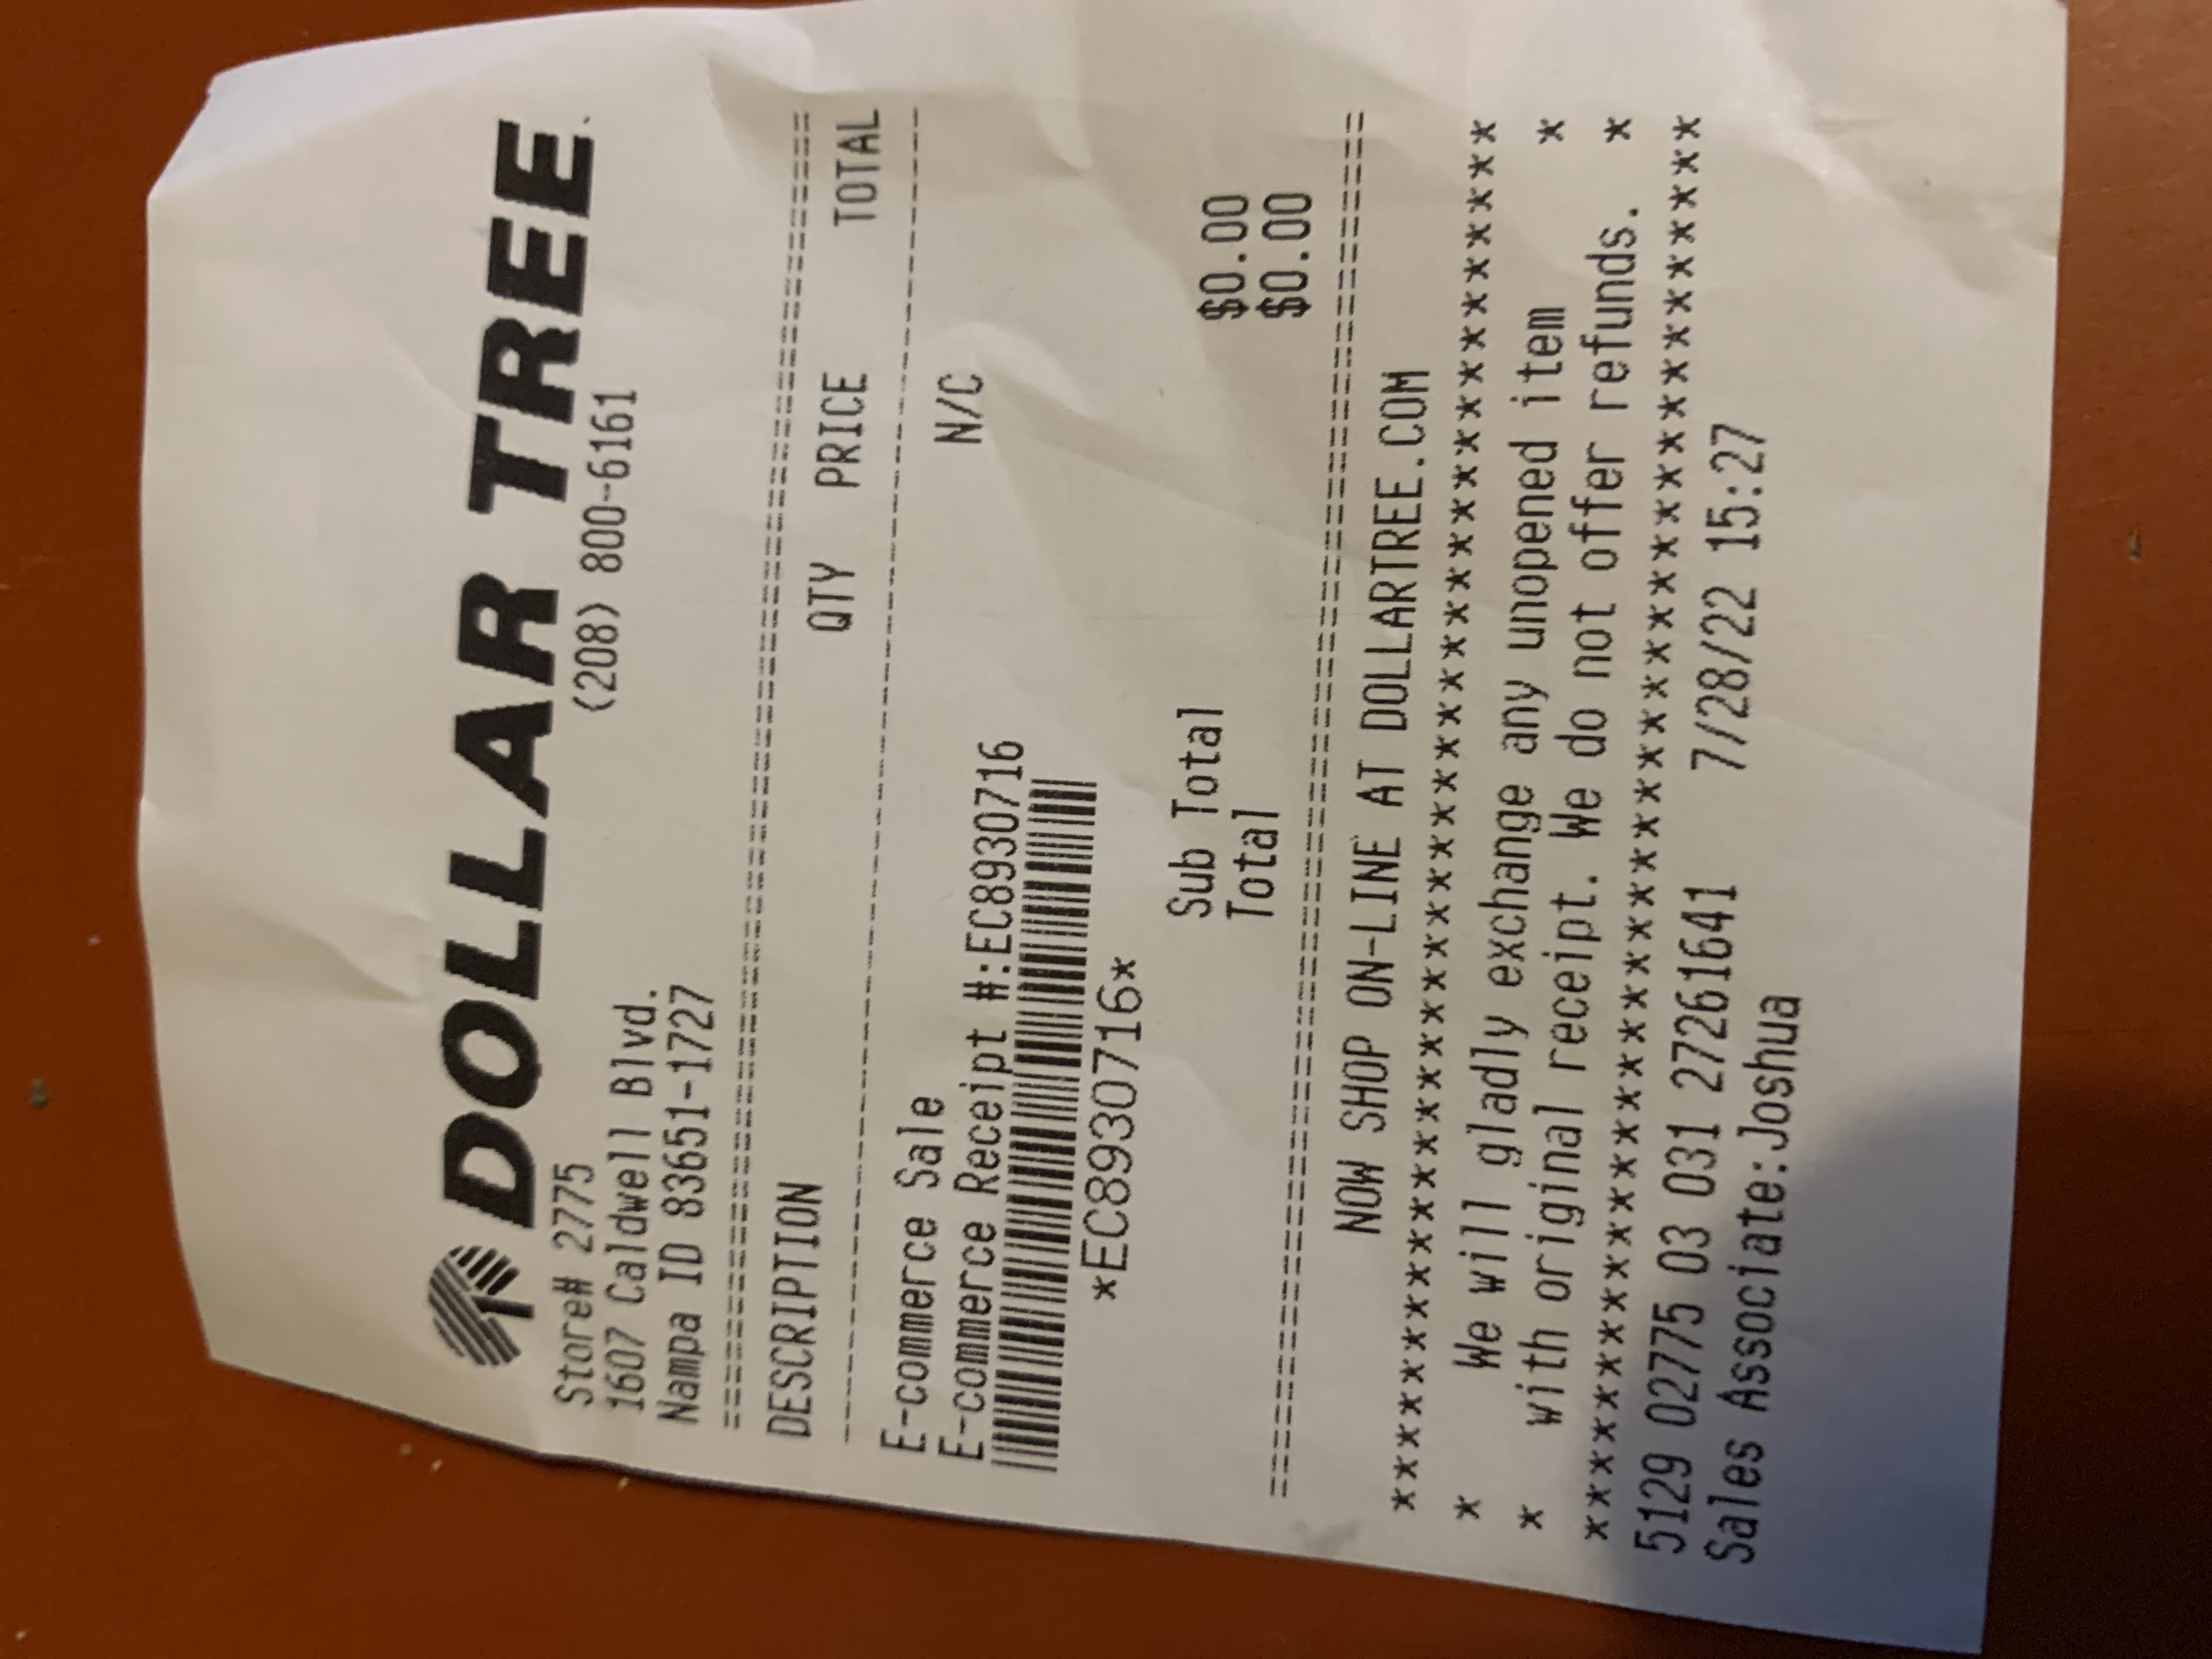 DOLLAR TREE
Store# 2775 (208) 800-6161
1607 Caldwell Blvd.
Nampa ID 83651-1727
==========================================
DESCRIPTION QTY PRICE TOTAL
------------------------------------------
E-commerce Sale N/C
E-commerce Receipt #:EC8930716
*EC8930716*
Sub Total $0.00
Total $0.00
==========================================
NOW SHOP ON-LINE AT DOLLARTREE.COM
******************************************
* We will gladly exchange any unopened item *
* with original receipt. We do not offer refunds. *
******************************************
5129 02775 03 031 27261641 7/28/22 15:27
Sales Associate:Joshua